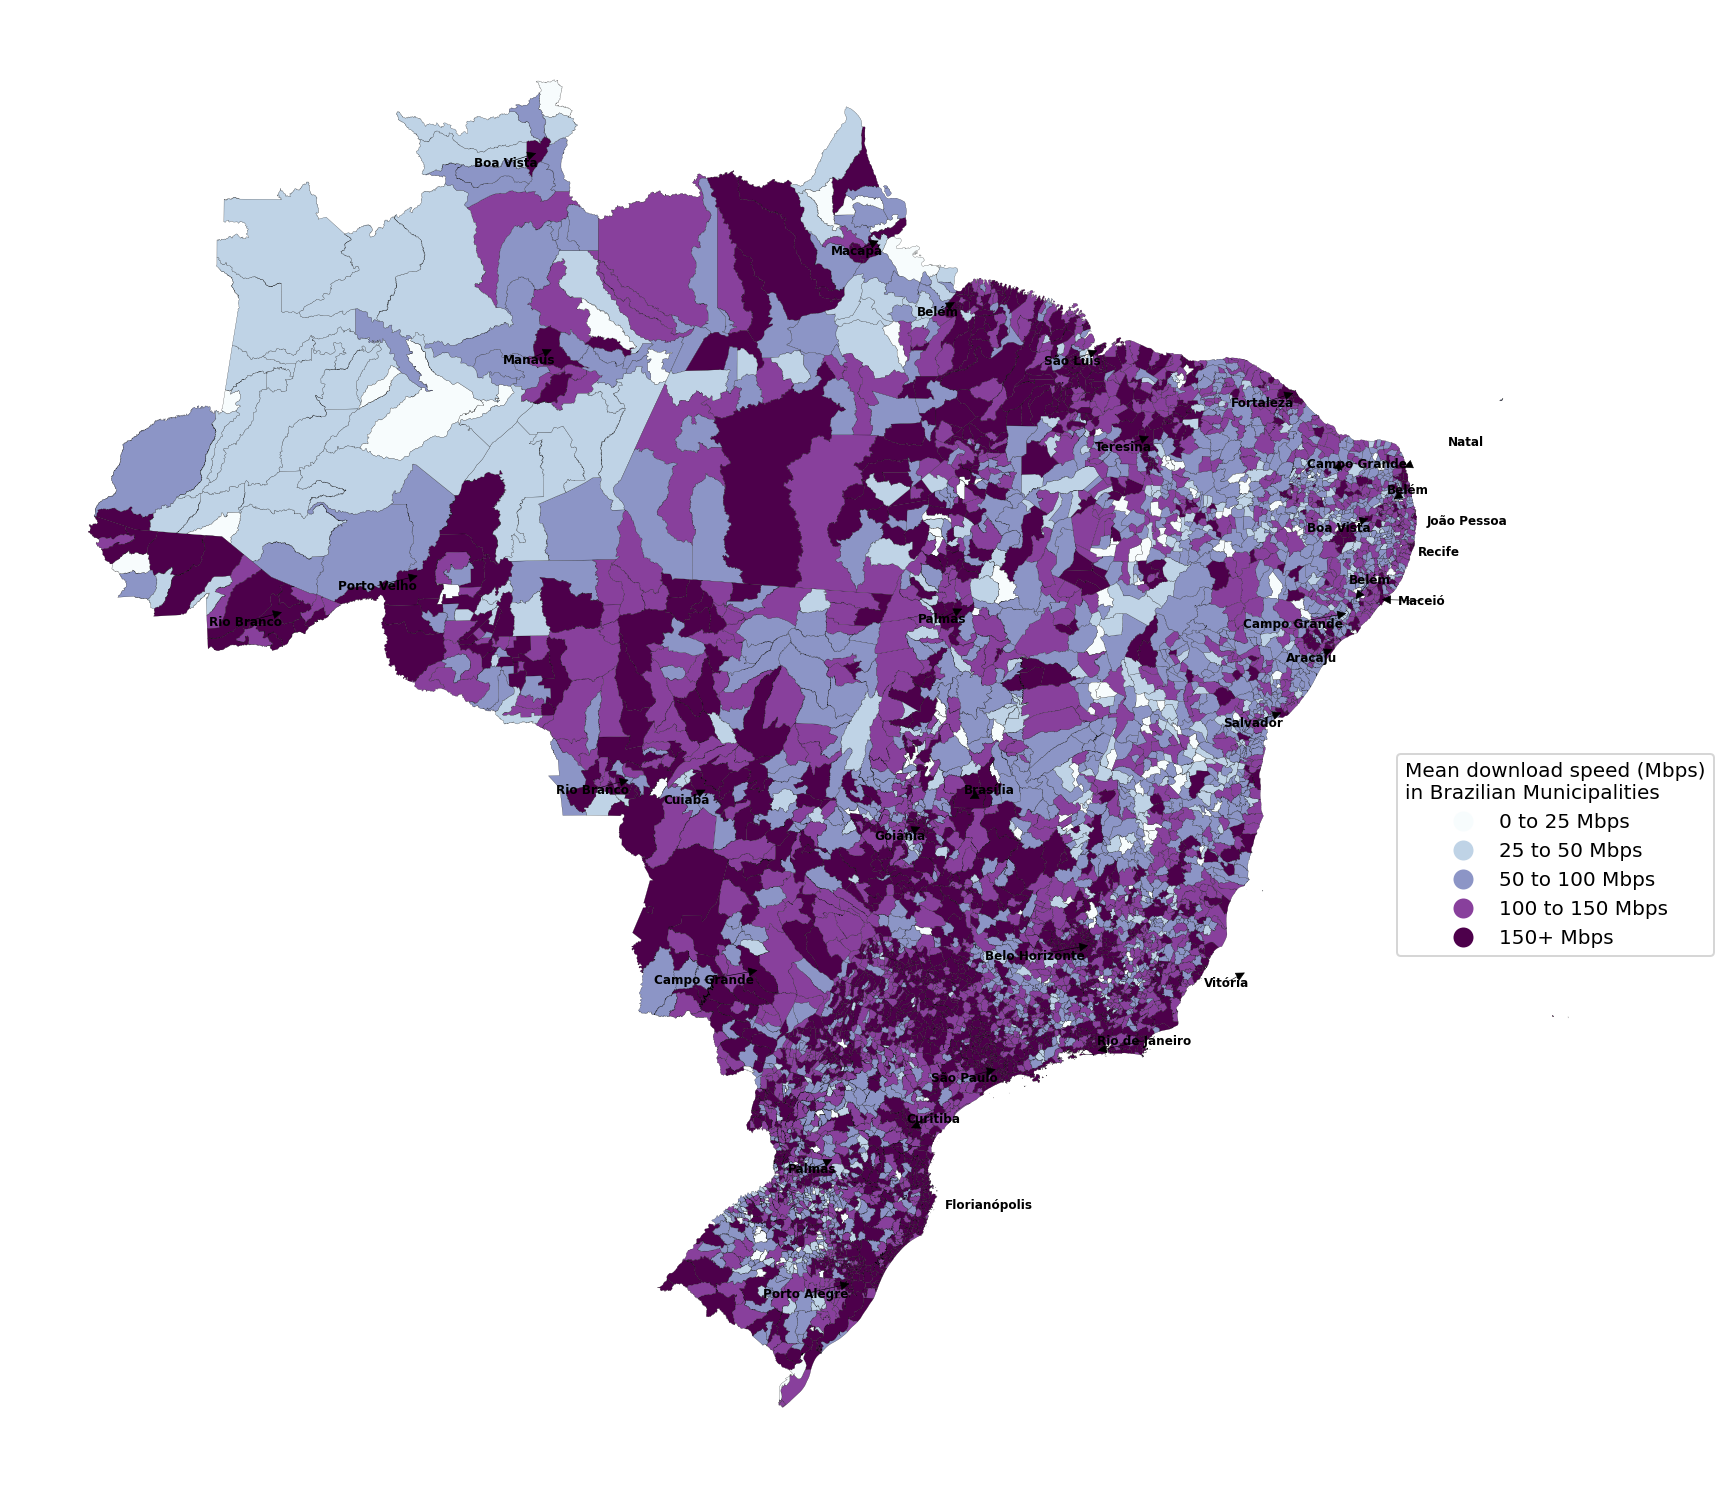 Boa Vista
Macapá
Belém
Manaus
São Luís
Fortaleza
Teresina
Natal
Campo Grande
Belém
João Pessoa
Boa Vista
Recife
Belém
Porto Velho
Maceió
Rio Branco
Palmas
Campo Grande
Aracaju
Salvador
Mean download speed (Mbps)
in Brazilian Municipalities
0 to 25 Mbps
25 to 50 Mbps
50 to 100 Mbps
100 to 150 Mbps
150+ Mbps
Rio Branco
Cuiabá
Brasília
Goiânia
Belo Horizonte
Campo Grande
Vitória
Rio de Janeiro
São Paulo
Curitiba
Palmas
Florianópolis
Porto Alegre